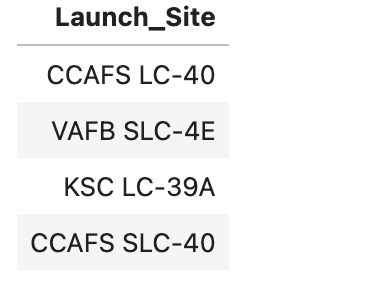 Launch_Site
CCAFS LC-40
VAFB SLC-4E
KSC LC-39A
CCAFS SLC-40